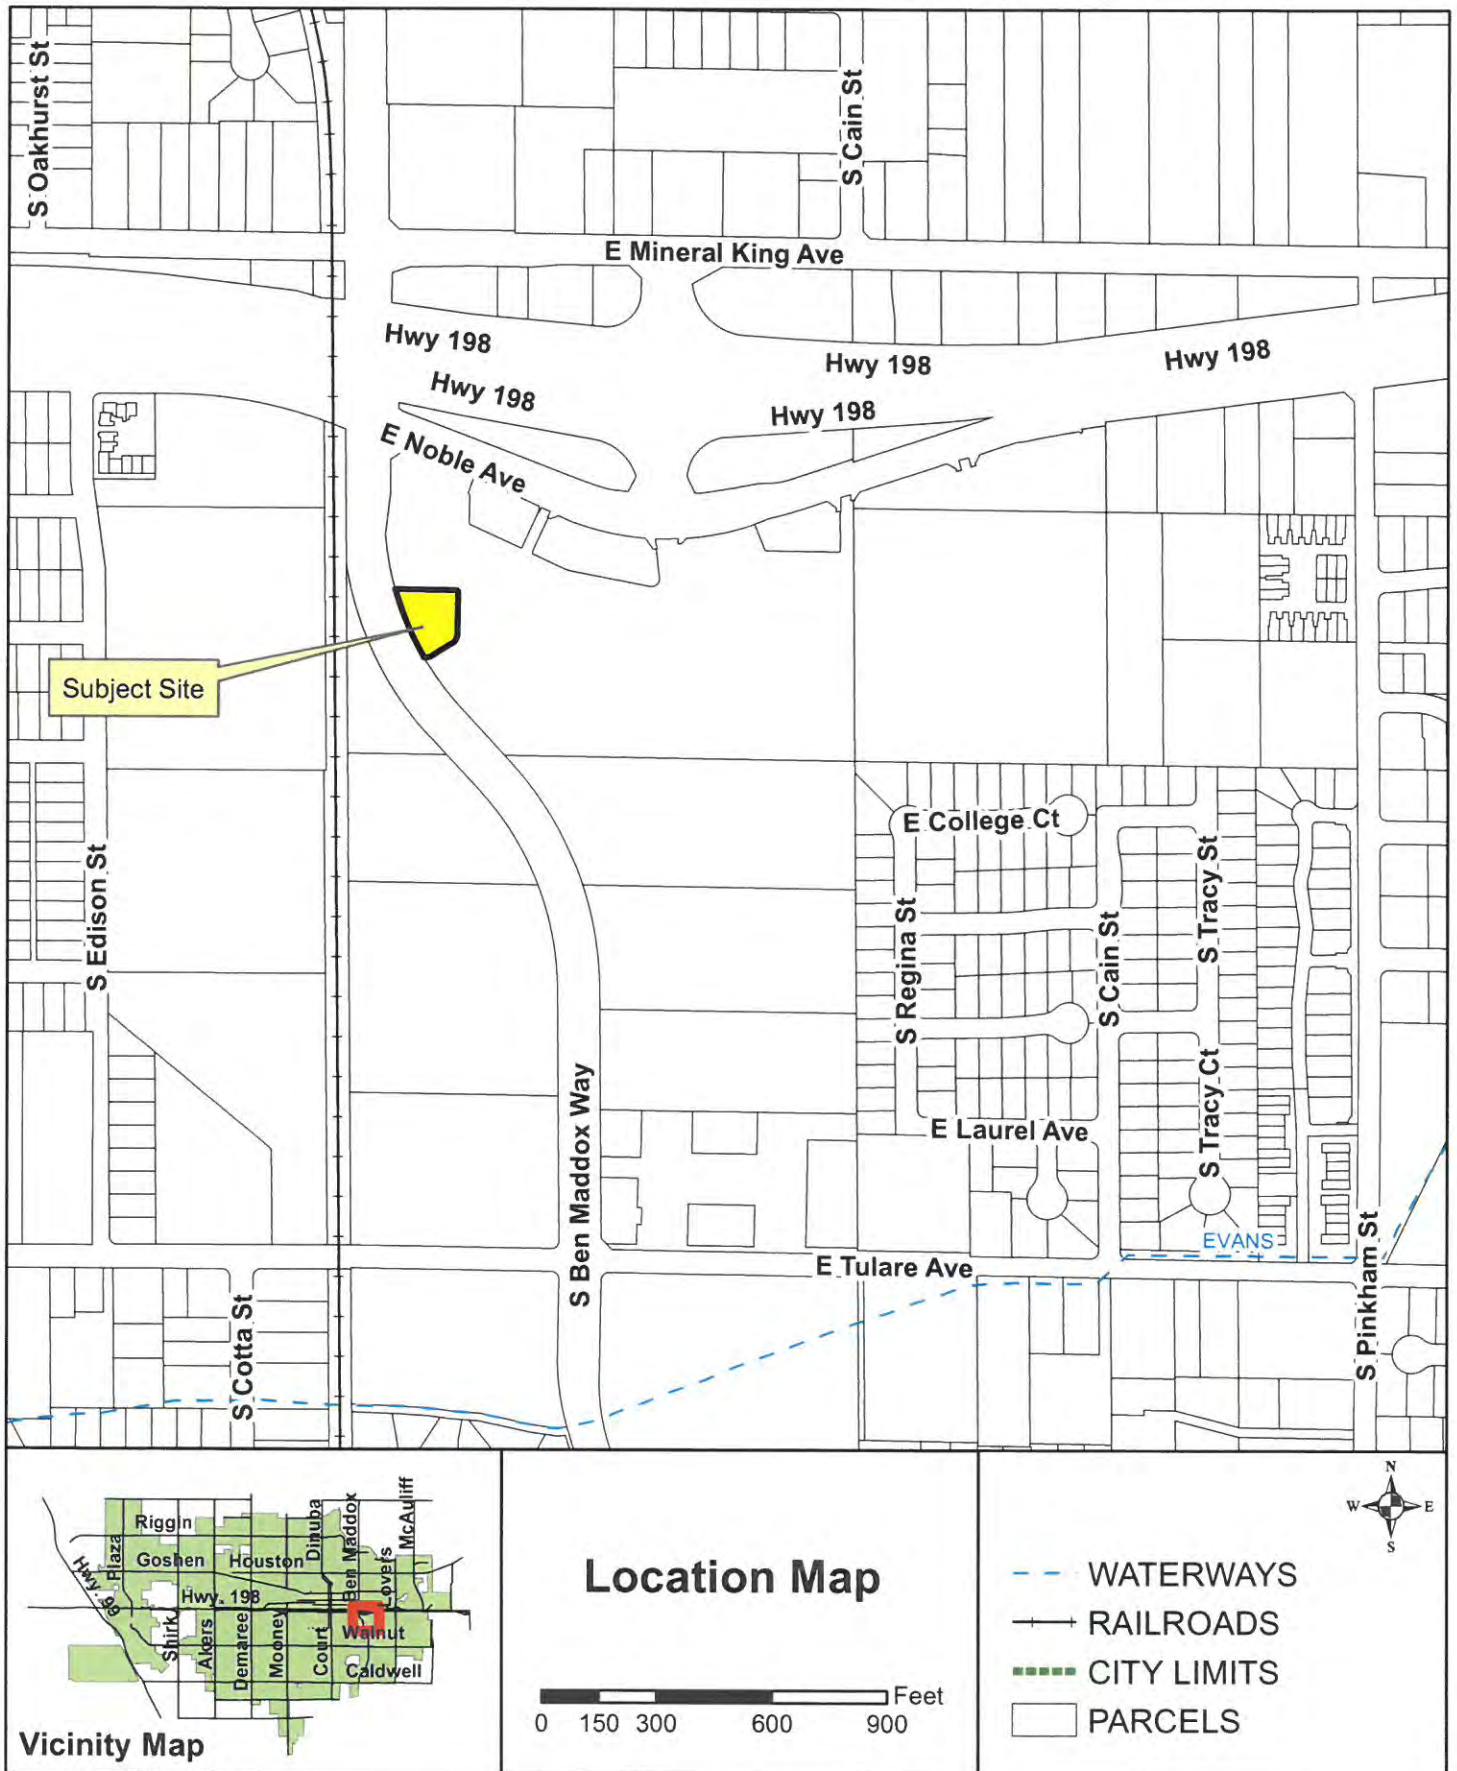 S Oakhurst St
S Cain St
E Mineral King Ave
Hwy 198
Hwy 198
Hwy 198
Hwy 198
Hwy 198
E Noble Ave
Subject Site
E College Ct
S Edison St
S Regina St
S Cain St
S Tracy St
S Tracy Ct
E Laurel Ave
S Ben Maddox Way
EVANS
E Tulare Ave
S Cotta St
S Pinkham St
Riggin
Goshen
Houston
Plaza
Dinuba
Ben Maddox
McAuliff
Lovers
Hwy. 99
Hwy. 198
Shirk
Akers
Demaree
Mooney
Court
Walnut
Caldwell
Vicinity Map
Location Map
Feet
0 150 300 600 900
N
W E
S
WATERWAYS
RAILROADS
CITY LIMITS
PARCELS